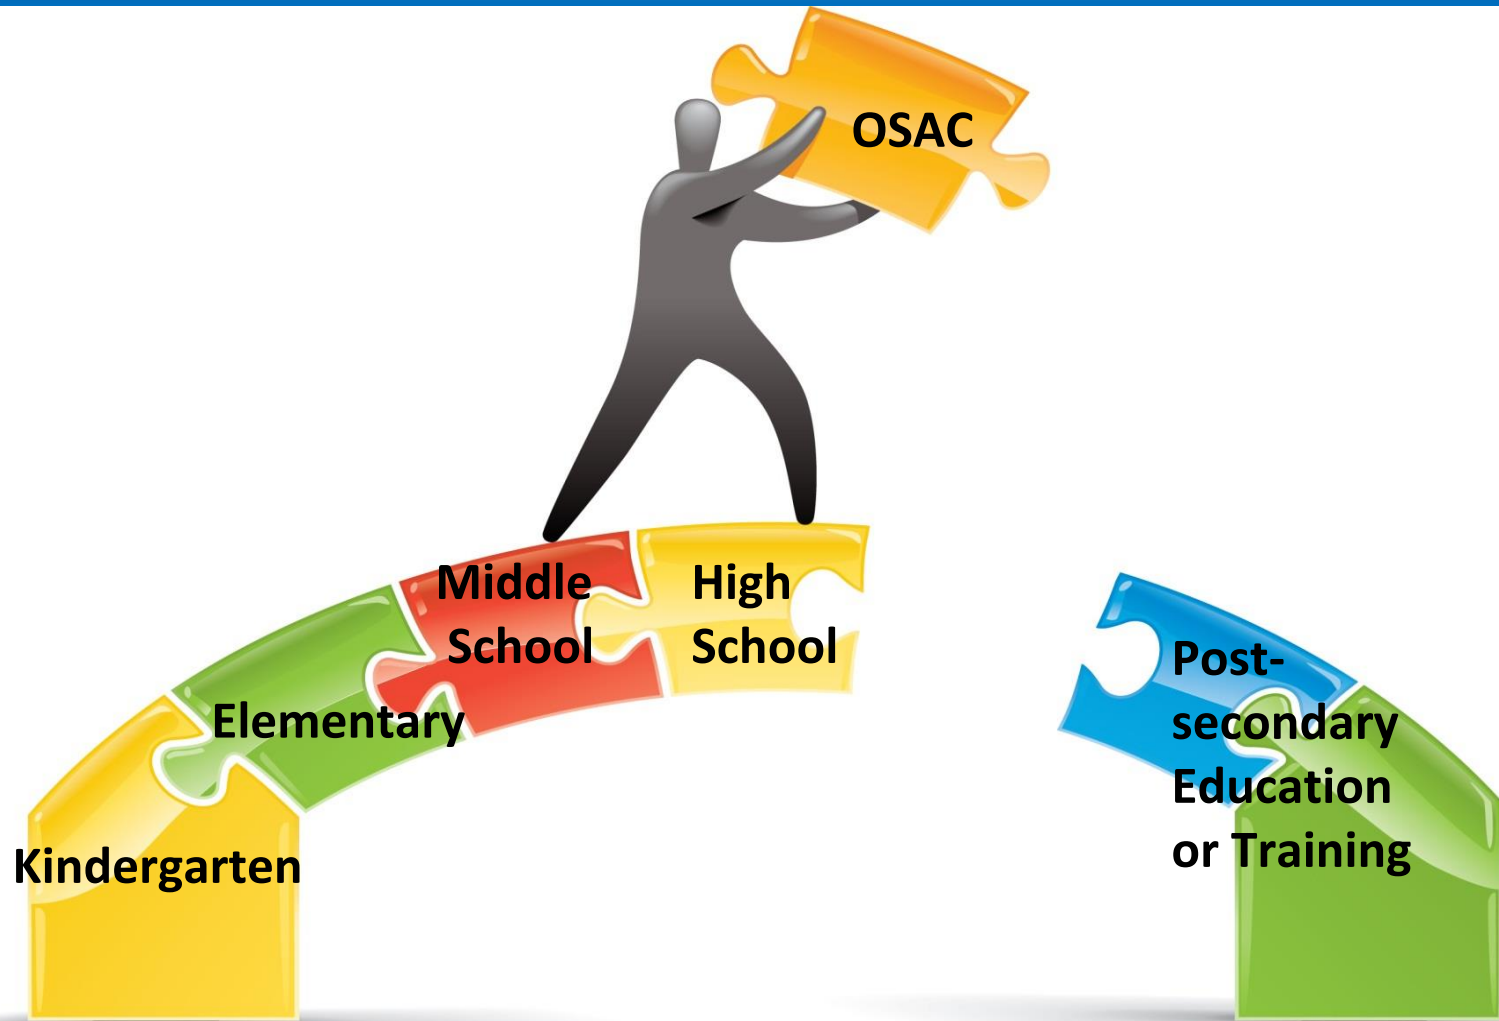 OSAC
Middle
School
High
School
Elementary
Kindergarten
Post-
secondary
Education
or Training